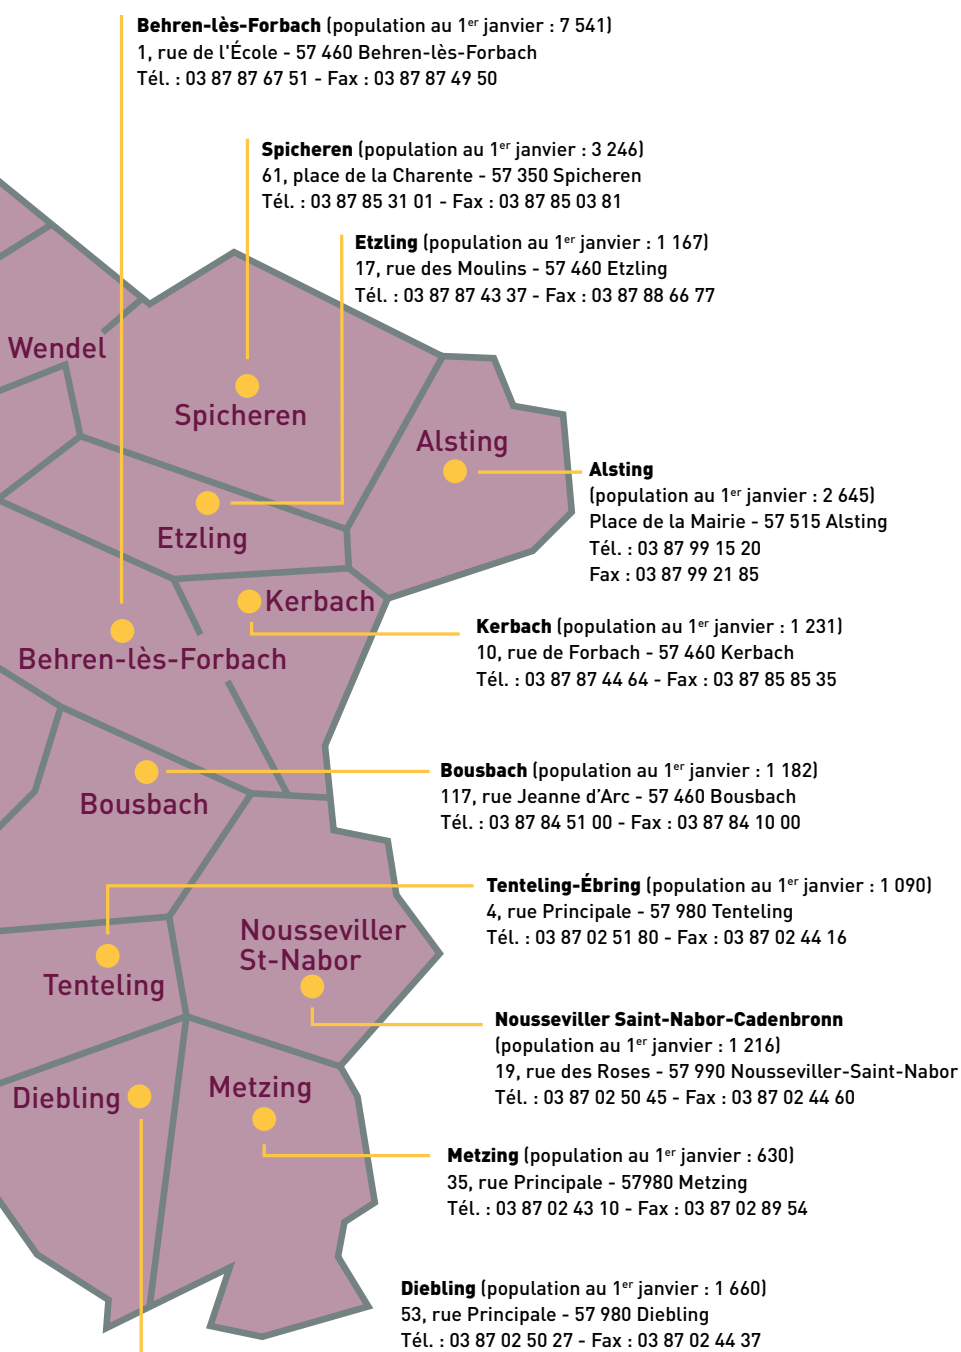 Behren-lès-Forbach (population au 1er janvier : 7 541)
1, rue de l'École - 57 460 Behren-lès-Forbach
Tél. : 03 87 87 67 51 - Fax : 03 87 87 49 50
Spicheren (population au 1er janvier : 3 246)
61, place de la Charente - 57 350 Spicheren
Tél. : 03 87 85 31 01 - Fax : 03 87 85 03 81
Etzling (population au 1er janvier : 1 167)
17, rue des Moulins - 57 460 Etzling
Tél. : 03 87 87 43 37 - Fax : 03 87 88 66 77
Wendel
Spicheren
Alsting
Alsting
(population au 1er janvier : 2 645)
Place de la Mairie - 57 515 Alsting
Tél. : 03 87 99 15 20
Fax : 03 87 99 21 85
Etzling
Kerbach
Kerbach (population au 1er janvier : 1 231)
10, rue de Forbach - 57 460 Kerbach
Tél. : 03 87 87 44 64 - Fax : 03 87 85 85 35
Behren-lès-Forbach
Bousbach (population au 1er janvier : 1 182)
117, rue Jeanne d’Arc - 57 460 Bousbach
Tél. : 03 87 84 51 00 - Fax : 03 87 84 10 00
Bousbach
Tenteling-Ébring (population au 1er janvier : 1 090)
4, rue Principale - 57 980 Tenteling
Tél. : 03 87 02 51 80 - Fax : 03 87 02 44 16
Nousseviller
St-Nabor
Tenteling
Nousseviller Saint-Nabor-Cadenbronn
(population au 1er janvier : 1 216)
19, rue des Roses - 57 990 Nousseviller-Saint-Nabor
Tél. : 03 87 02 50 45 - Fax : 03 87 02 44 60
Diebling
Metzing
Metzing (population au 1er janvier : 630)
35, rue Principale - 57980 Metzing
Tél. : 03 87 02 43 10 - Fax : 03 87 02 89 54
Diebling (population au 1er janvier : 1 660)
53, rue Principale - 57 980 Diebling
Tél. : 03 87 02 50 27 - Fax : 03 87 02 44 37